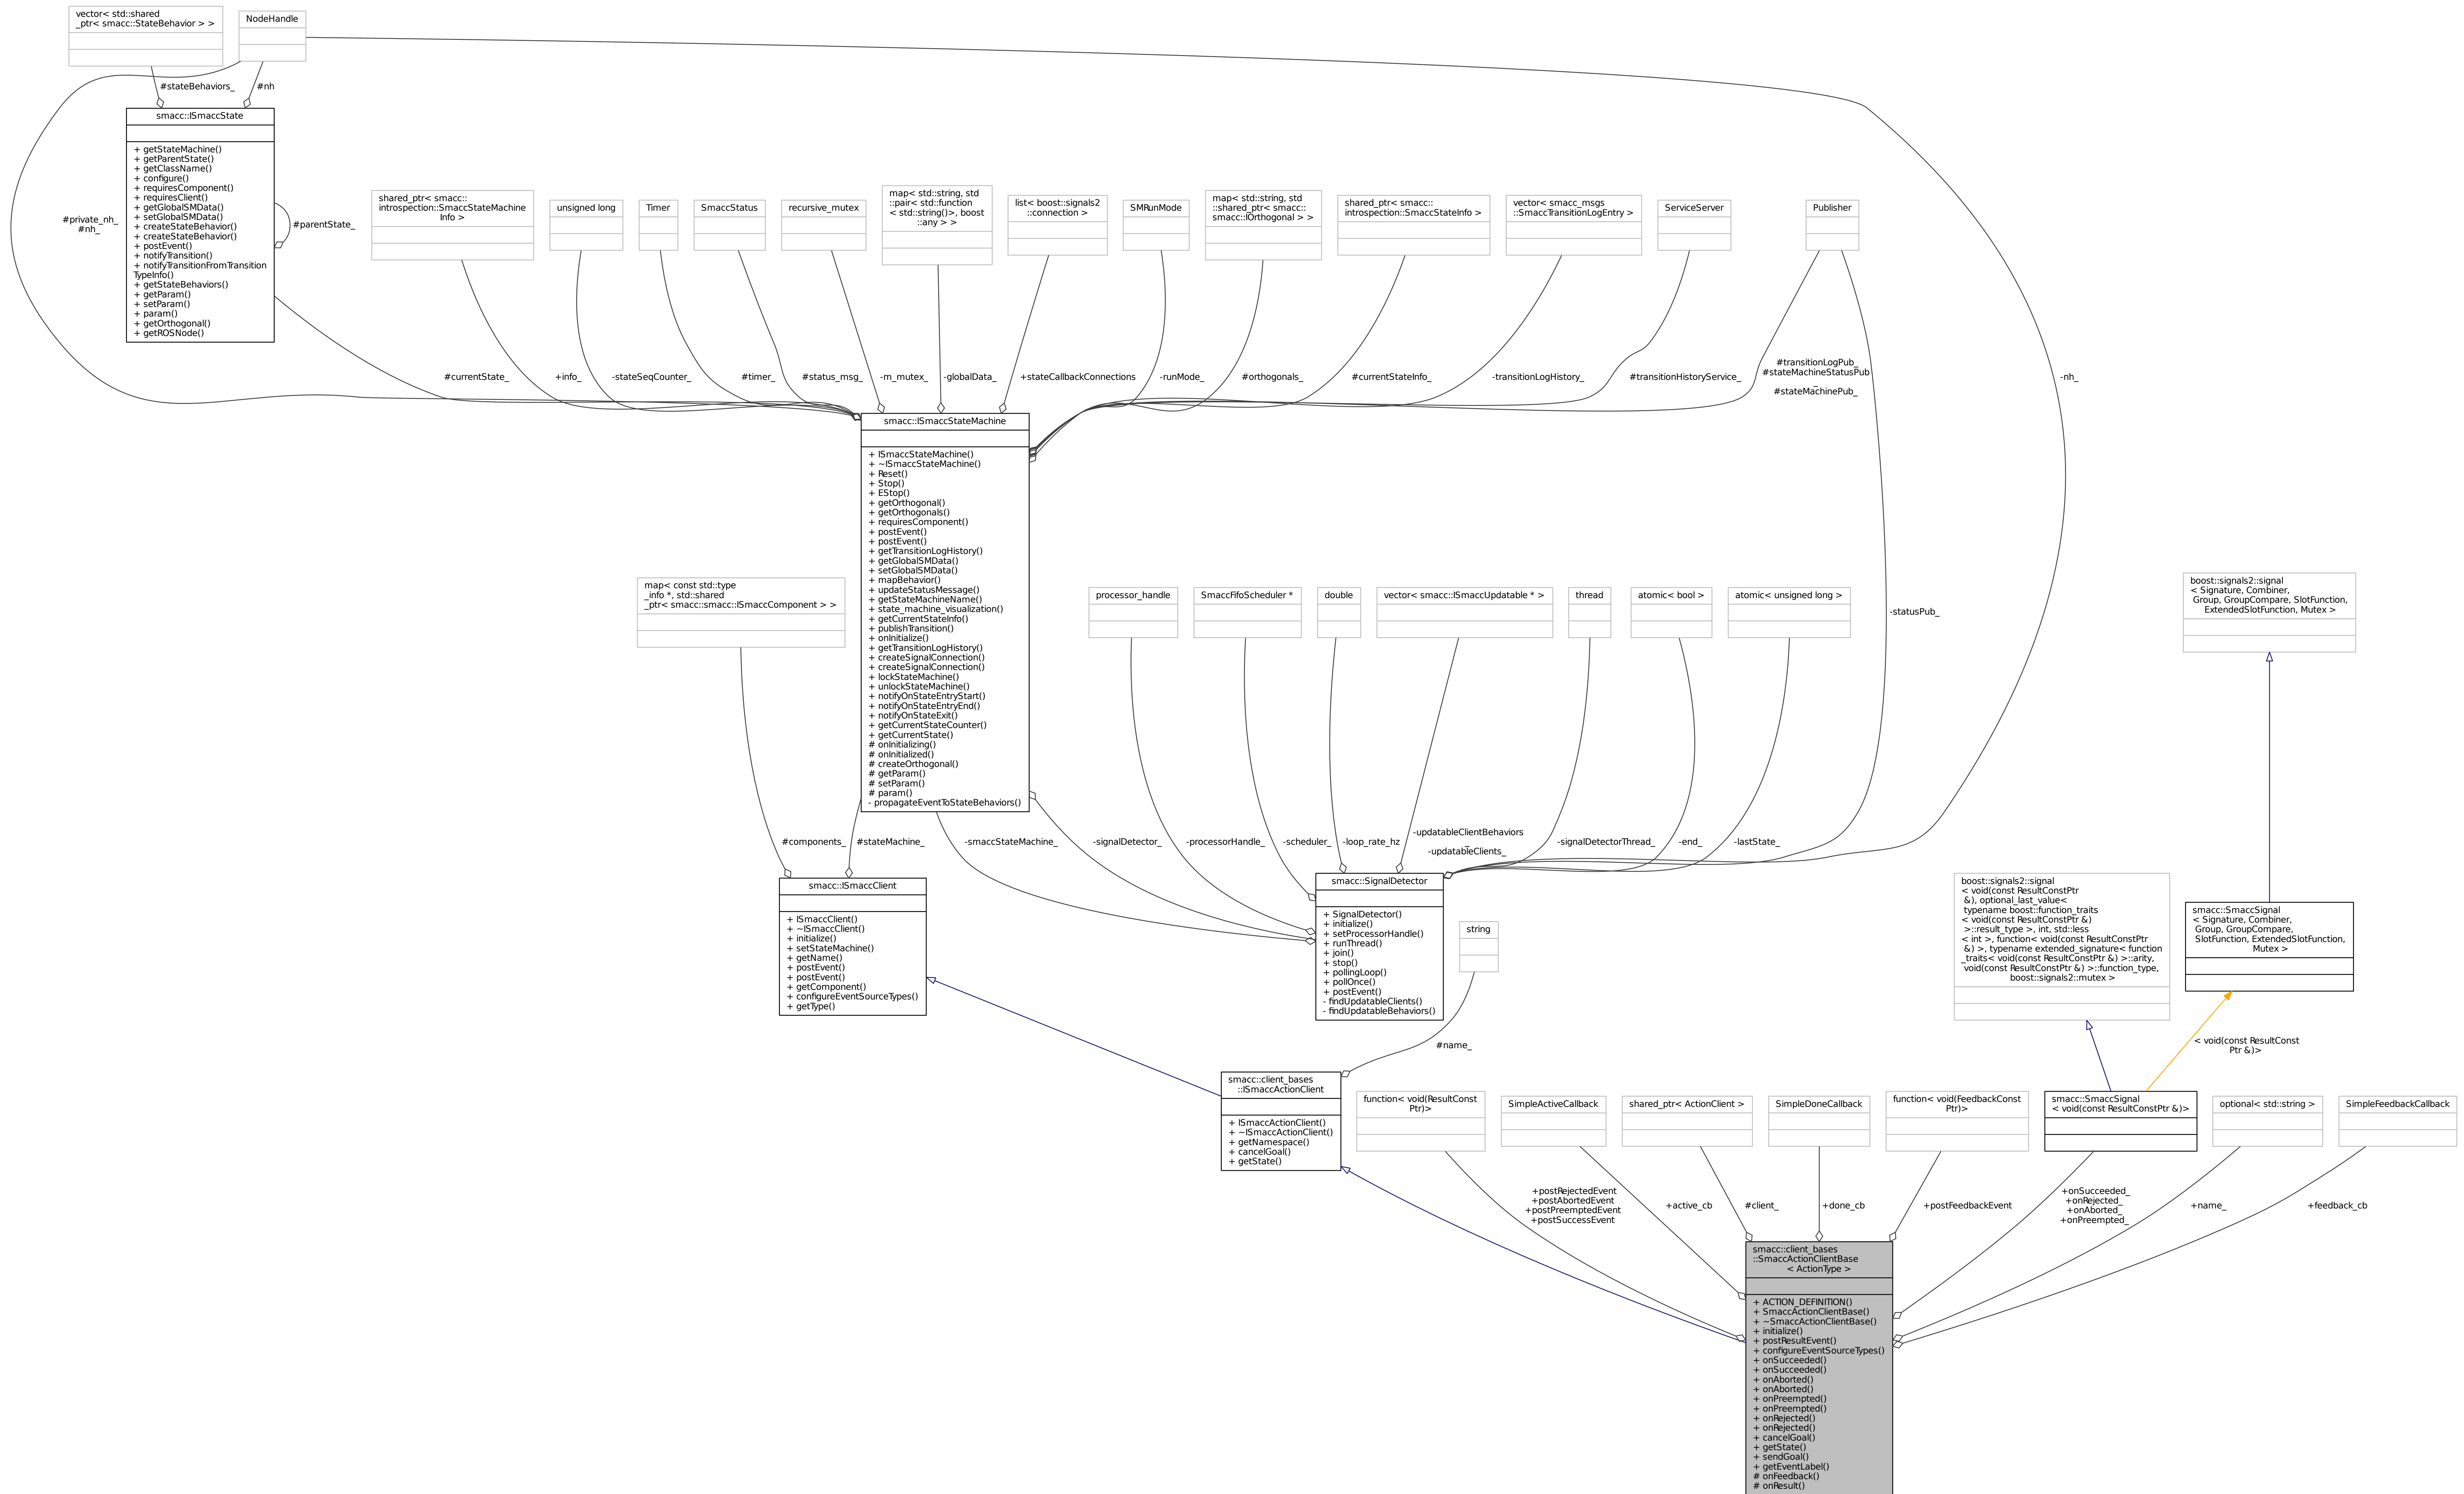 vector< std::shared
_ptr< smacc::StateBehavior > >
NodeHandle
#stateBehaviors_
#nh
smacc::ISmaccState
+ getStateMachine()
+ getParentState()
+ getClassName()
+ configure()
+ requiresComponent()
+ requiresClient()
+ getGlobalSMData()
+ setGlobalSMData()
+ createStateBehavior()
+ createStateBehavior()
+ postEvent()
+ notifyTransition()
+ notifyTransitionFromTransition
TypeInfo()
+ getStateBehaviors()
+ getParam()
+ setParam()
+ param()
+ getOrthogonal()
+ getROSNode()
#private_nh_
#nh_
#parentState_
shared_ptr< smacc::
introspection::SmaccStateMachine
Info >
unsigned long
Timer
SmaccStatus
recursive_mutex
map< std::string, std
::pair< std::function
< std::string()>, boost
::any > >
list< boost::signals2
::connection >
SMRunMode
map< std::string, std
::shared_ptr< smacc::
smacc::IOrthogonal > >
shared_ptr< smacc::
introspection::SmaccStateInfo >
vector< smacc_msgs
::SmaccTransitionLogEntry >
ServiceServer
Publisher
#currentState_
+info_
-stateSeqCounter_
#timer_
#status_msg_
-m_mutex_
-globalData_
+stateCallbackConnections
-runMode_
#orthogonals_
#currentStateInfo_
-transitionLogHistory_
#transitionHistoryService_
#transitionLogPub_
#stateMachineStatusPub
_
#stateMachinePub_
-nh_
smacc::ISmaccStateMachine
+ ISmaccStateMachine()
+ ~ISmaccStateMachine()
+ Reset()
+ Stop()
+ EStop()
+ getOrthogonal()
+ getOrthogonals()
+ requiresComponent()
+ postEvent()
+ postEvent()
+ getTransitionLogHistory()
+ getGlobalSMData()
+ setGlobalSMData()
+ mapBehavior()
+ updateStatusMessage()
+ getStateMachineName()
+ state_machine_visualization()
+ getCurrentStateInfo()
+ publishTransition()
+ onInitialize()
+ getTransitionLogHistory()
+ createSignalConnection()
+ createSignalConnection()
+ lockStateMachine()
+ unlockStateMachine()
+ notifyOnStateEntryStart()
+ notifyOnStateEntryEnd()
+ notifyOnStateExit()
+ getCurrentStateCounter()
+ getCurrentState()
# onInitializing()
# onInitialized()
# createOrthogonal()
# getParam()
# setParam()
# param()
- propagateEventToStateBehaviors()
map< const std::type
_info *, std::shared
_ptr< smacc::smacc::ISmaccComponent > >
processor_handle
SmaccFifoScheduler *
double
vector< smacc::ISmaccUpdatable * >
thread
atomic< bool >
atomic< unsigned long >
-statusPub_
boost::signals2::signal
< Signature, Combiner,
Group, GroupCompare, SlotFunction,
ExtendedSlotFunction, Mutex >
#components_
#stateMachine_
-smaccStateMachine_
-signalDetector_
-processorHandle_
-scheduler_
-loop_rate_hz
-updatableClientBehaviors
_
-updatableClients_
-signalDetectorThread_
-end_
-lastState_
smacc::ISmaccClient
+ ISmaccClient()
+ ~ISmaccClient()
+ initialize()
+ setStateMachine()
+ getName()
+ postEvent()
+ postEvent()
+ getComponent()
+ configureEventSourceTypes()
+ getType()
smacc::SignalDetector
+ SignalDetector()
+ initialize()
+ setProcessorHandle()
+ runThread()
+ join()
+ stop()
+ pollingLoop()
+ pollOnce()
+ postEvent()
- findUpdatableClients()
- findUpdatableBehaviors()
string
#name_
boost::signals2::signal
< void(const ResultConstPtr
&), optional_last_value<
typename boost::function_traits
< void(const ResultConstPtr &)
>::result_type >, int, std::less
< int >, function< void(const ResultConstPtr
&) >, typename extended_signature< function
_traits< void(const ResultConstPtr &) >::arity,
void(const ResultConstPtr &) >::function_type,
boost::signals2::mutex >
smacc::SmaccSignal
< Signature, Combiner,
Group, GroupCompare,
SlotFunction, ExtendedSlotFunction,
Mutex >
< void(const ResultConst
Ptr &)>
smacc::client_bases
::ISmaccActionClient
+ ISmaccActionClient()
+ ~ISmaccActionClient()
+ getNamespace()
+ cancelGoal()
+ getState()
function< void(ResultConst
Ptr)>
SimpleActiveCallback
shared_ptr< ActionClient >
SimpleDoneCallback
function< void(FeedbackConst
Ptr)>
smacc::SmaccSignal
< void(const ResultConstPtr &)>
optional< std::string >
SimpleFeedbackCallback
+postRejectedEvent
+postAbortedEvent
+postPreemptedEvent
+postSuccessEvent
+active_cb
#client_
+done_cb
+postFeedbackEvent
+onSucceeded_
+onRejected_
+onAborted_
+onPreempted_
+name_
+feedback_cb
smacc::client_bases
::SmaccActionClientBase
< ActionType >
+ ACTION_DEFINITION()
+ SmaccActionClientBase()
+ ~SmaccActionClientBase()
+ initialize()
+ postResultEvent()
+ configureEventSourceTypes()
+ onSucceeded()
+ onSucceeded()
+ onAborted()
+ onAborted()
+ onPreempted()
+ onPreempted()
+ onRejected()
+ onRejected()
+ cancelGoal()
+ getState()
+ sendGoal()
+ getEventLabel()
# onFeedback()
# onResult()